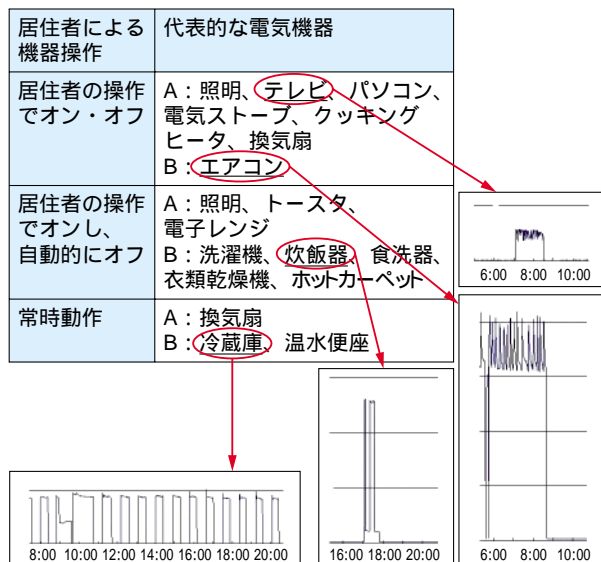 居住者による
機器操作
代表的な電気機器
居住者の操作
でオン・オフ
A：照明、テレビ、パソコン、
電気ストーブ、クッキング
ヒータ、換気扇
B：エアコン
居住者の操作
でオンし、
自動的にオフ
A：照明、トースタ、
電子レンジ
B：洗濯機、炊飯器、食洗器、
衣類乾燥機、ホットカーペット
常時動作
A：換気扇
B：冷蔵庫、温水便座
6:00 8:00 10:00
8:00 10:00 12:00 14:00 16:00 18:00 20:00
16:00 18:00 20:00
6:00 8:00 10:00